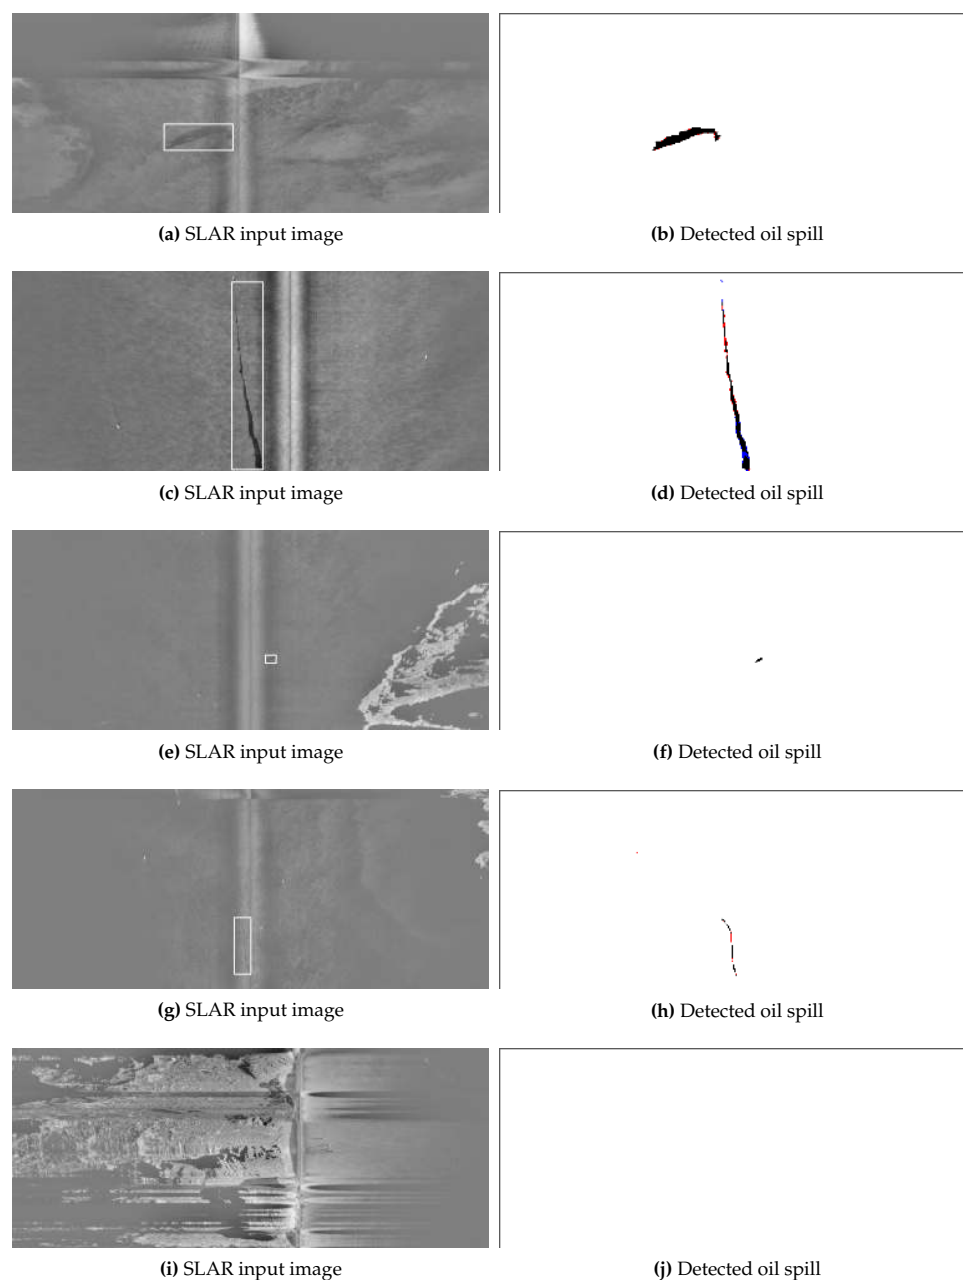 (a) SLAR input image
(b) Detected oil spill
(c) SLAR input image
(d) Detected oil spill
(e) SLAR input image
(f) Detected oil spill
(g) SLAR input image
(h) Detected oil spill
(i) SLAR input image
(j) Detected oil spill